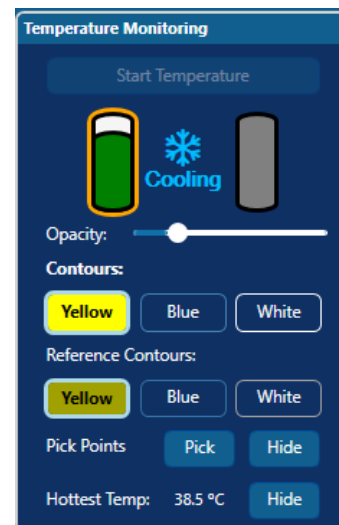 Temperature Monitoring
Start Temperature
Cooling
Opacity:
Contours:
Yellow Blue White
Reference Contours:
Yellow Blue White
Pick Points Pick Hide
Hottest Temp: 38.5 °C Hide